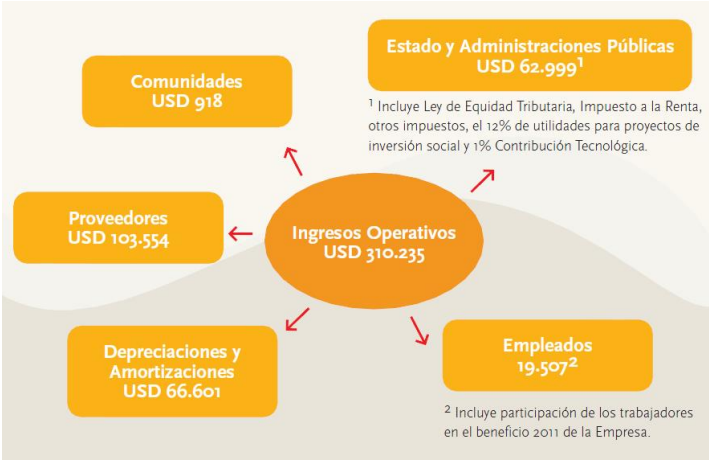 Estado y Administraciones Públicas
USD 62.999¹
¹ Incluye Ley de Equidad Tributaria, Impuesto a la Renta,
otros impuestos, el 12% de utilidades para proyectos de
inversión social y 1% Contribución Tecnológica.
Comunidades
USD 918
Proveedores
USD 103.554
Ingresos Operativos
USD 310.235
Depreciaciones y
Amortizaciones
USD 66.601
Empleados
19.507²
² Incluye participación de los trabajadores
en el beneficio 2011 de la Empresa.